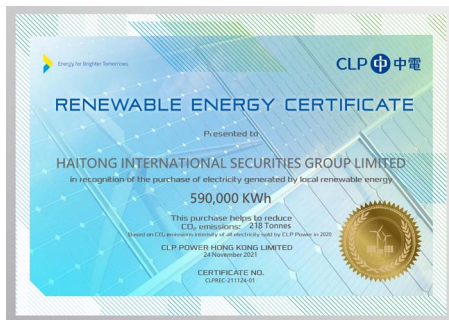 Energy for Brighter Tomorrows
CLP 中電
RENEWABLE ENERGY CERTIFICATE
Presented to
HAITONG INTERNATIONAL SECURITIES GROUP LIMITED
in recognition of the purchase of electricity generated by local renewable energy
590,000 KWh
This purchase helps to reduce
CO₂ emissions: 218 Tonnes
Based on CO₂ emissions intensity of all electricity sold by CLP Power in 2020
CLP POWER HONG KONG LIMITED
24 November 2021
CERTIFICATE NO.
CLPREC-211124-01